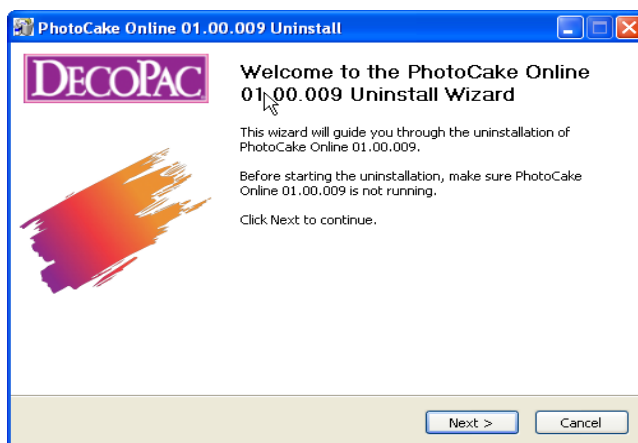 PhotoCake Online 01.00.009 Uninstall
DECOPAC
Welcome to the PhotoCake Online
01.00.009 Uninstall Wizard
This wizard will guide you through the uninstallation of
PhotoCake Online 01.00.009.
Before starting the uninstallation, make sure PhotoCake
Online 01.00.009 is not running.
Click Next to continue.
Next >
Cancel